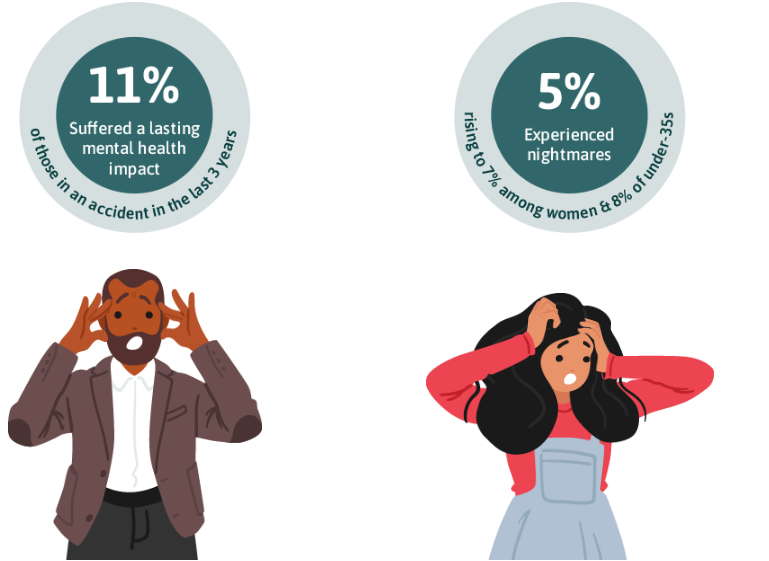 11%
Suffered a lasting
mental health
impact
of those in an accident in the last 3 years
5%
Experienced
nightmares
rising to 7% among women & 8% of under-35s